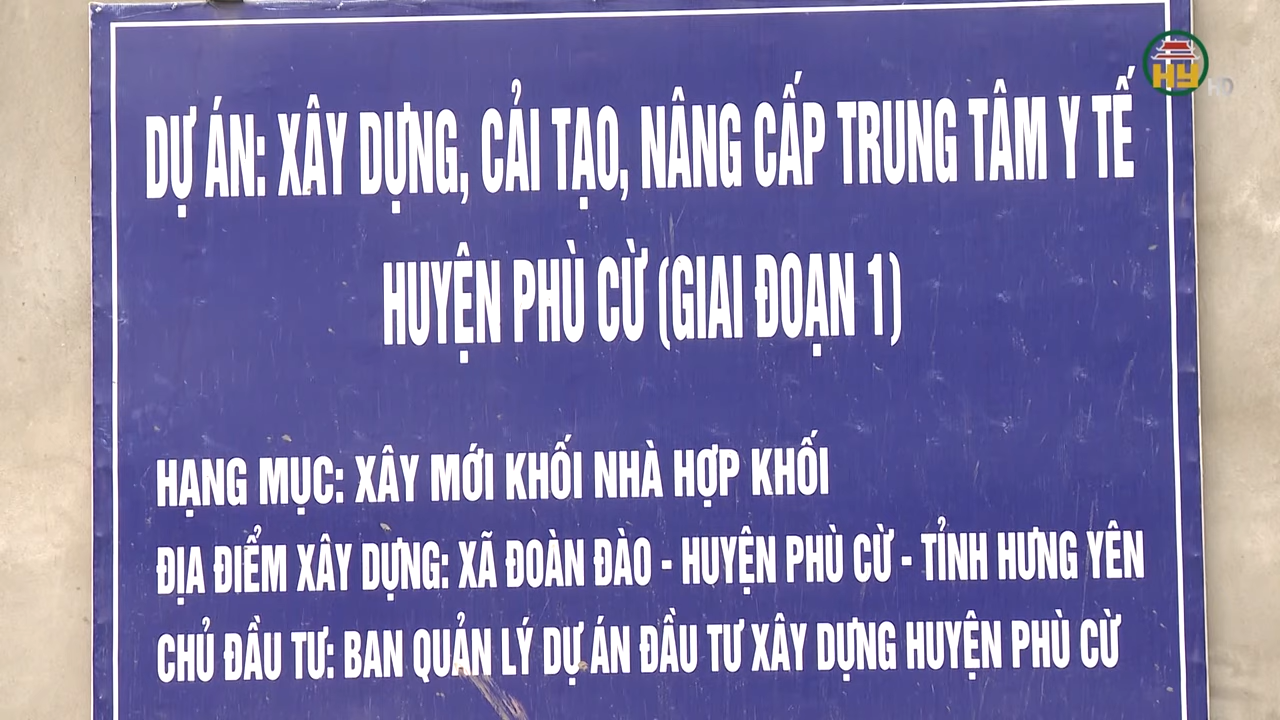 HY HD
DỰ ÁN: XÂY DỰNG, CẢI TẠO, NÂNG CẤP TRUNG TÂM Y TẾ
HUYỆN PHÙ CỪ (GIAI ĐOẠN 1)
HẠNG MỤC: XÂY MỚI KHỐI NHÀ HỢP KHỐI
ĐỊA ĐIỂM XÂY DỰNG: XÃ ĐOÀN ĐÀO - HUYỆN PHÙ CỪ - TỈNH HƯNG YÊN
CHỦ ĐẦU TƯ: BAN QUẢN LÝ DỰ ÁN ĐẦU TƯ XÂY DỰNG HUYỆN PHÙ CỪ